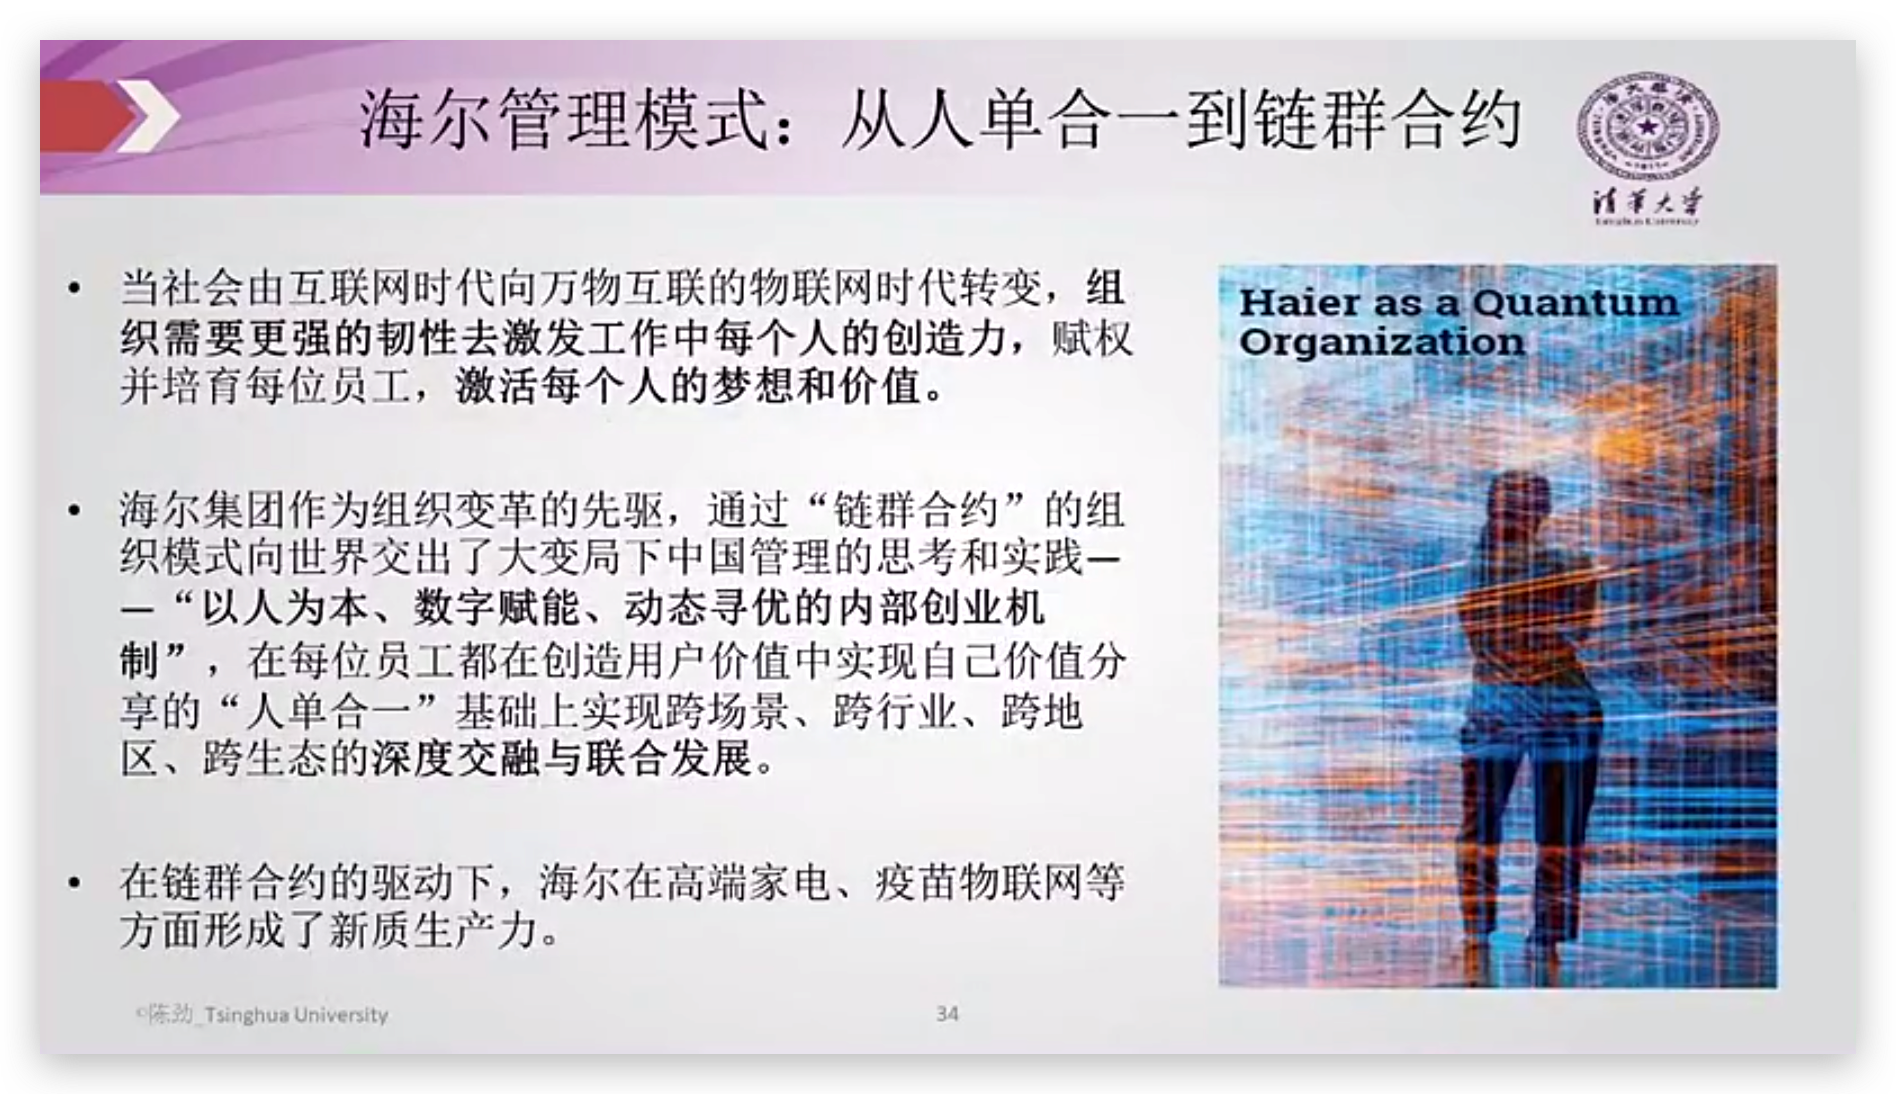 海尔管理模式：从人单合一到链群合约
清华大学
Tsinghua University
• 当社会由互联网时代向万物互联的物联网时代转变，组
织需要更强的韧性去激发工作中每个人的创造力，赋权
并培育每位员工，激活每个人的梦想和价值。
• 海尔集团作为组织变革的先驱，通过“链群合约”的组
织模式向世界交出了大变局下中国管理的思考和实践—
—“以人为本、数字赋能、动态寻优的内部创业机
制”，在每位员工都在创造用户价值中实现自己价值分
享的“人单合一”基础上实现跨场景、跨行业、跨地
区、跨生态的深度交融与联合发展。
• 在链群合约的驱动下，海尔在高端家电、疫苗物联网等
方面形成了新质生产力。
Haier as a Quantum
Organization
©陈劲_Tsinghua University
34